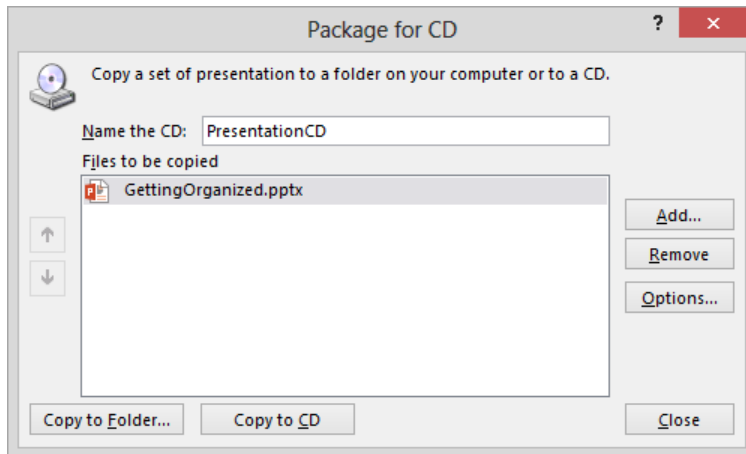 Package for CD
?
Copy a set of presentation to a folder on your computer or to a CD.
Name the CD: PresentationCD
Files to be copied
GettingOrganized.pptx
Add...
Remove
Options...
Copy to Folder... Copy to CD Close